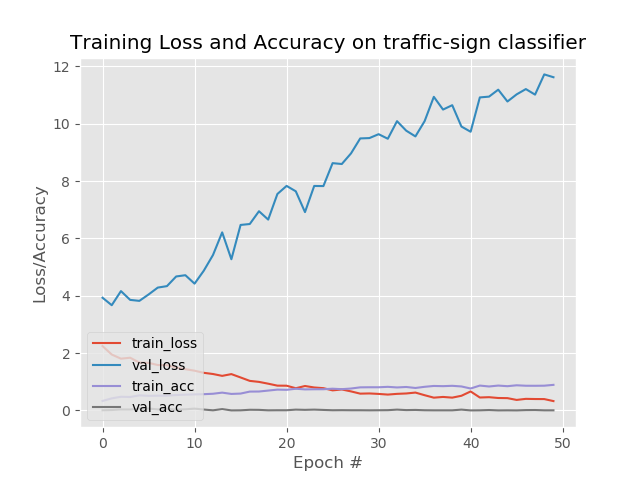 Training Loss and Accuracy on traffic-sign classifier
12
10
8
6
4
2
0
Loss/Accuracy
train_loss
val_loss
train_acc
val_acc
0 10 20 30 40 50
Epoch #